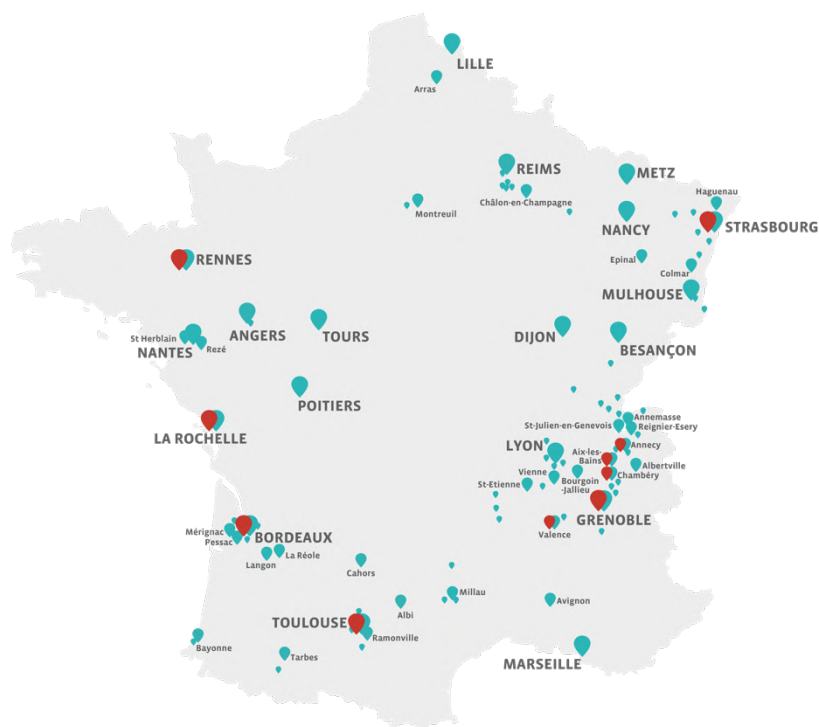 LILLE
Arras
REIMS
METZ
Châlon-en-Champagne
Montreuil
Haguenau
NANCY
STRASBOURG
RENNES
Epinal
Colmar
MULHOUSE
ANGERS
TOURS
DIJON
BESANÇON
St Herblain
NANTES
Rezé
POITIERS
LA ROCHELLE
Annemasse
St-Julien-en-Genevois
Reignier-Esery
LYON
Annecy
Aix-les-
Bains
Albertville
Vienne
Chambéry
St-Etienne
Bourgoin
-Jallieu
GRENOBLE
Valence
Mérignac
Pessac
BORDEAUX
La Réole
Langon
Cahors
Millau
Avignon
Albi
TOULOUSE
Ramonville
Bayonne
Tarbes
MARSEILLE